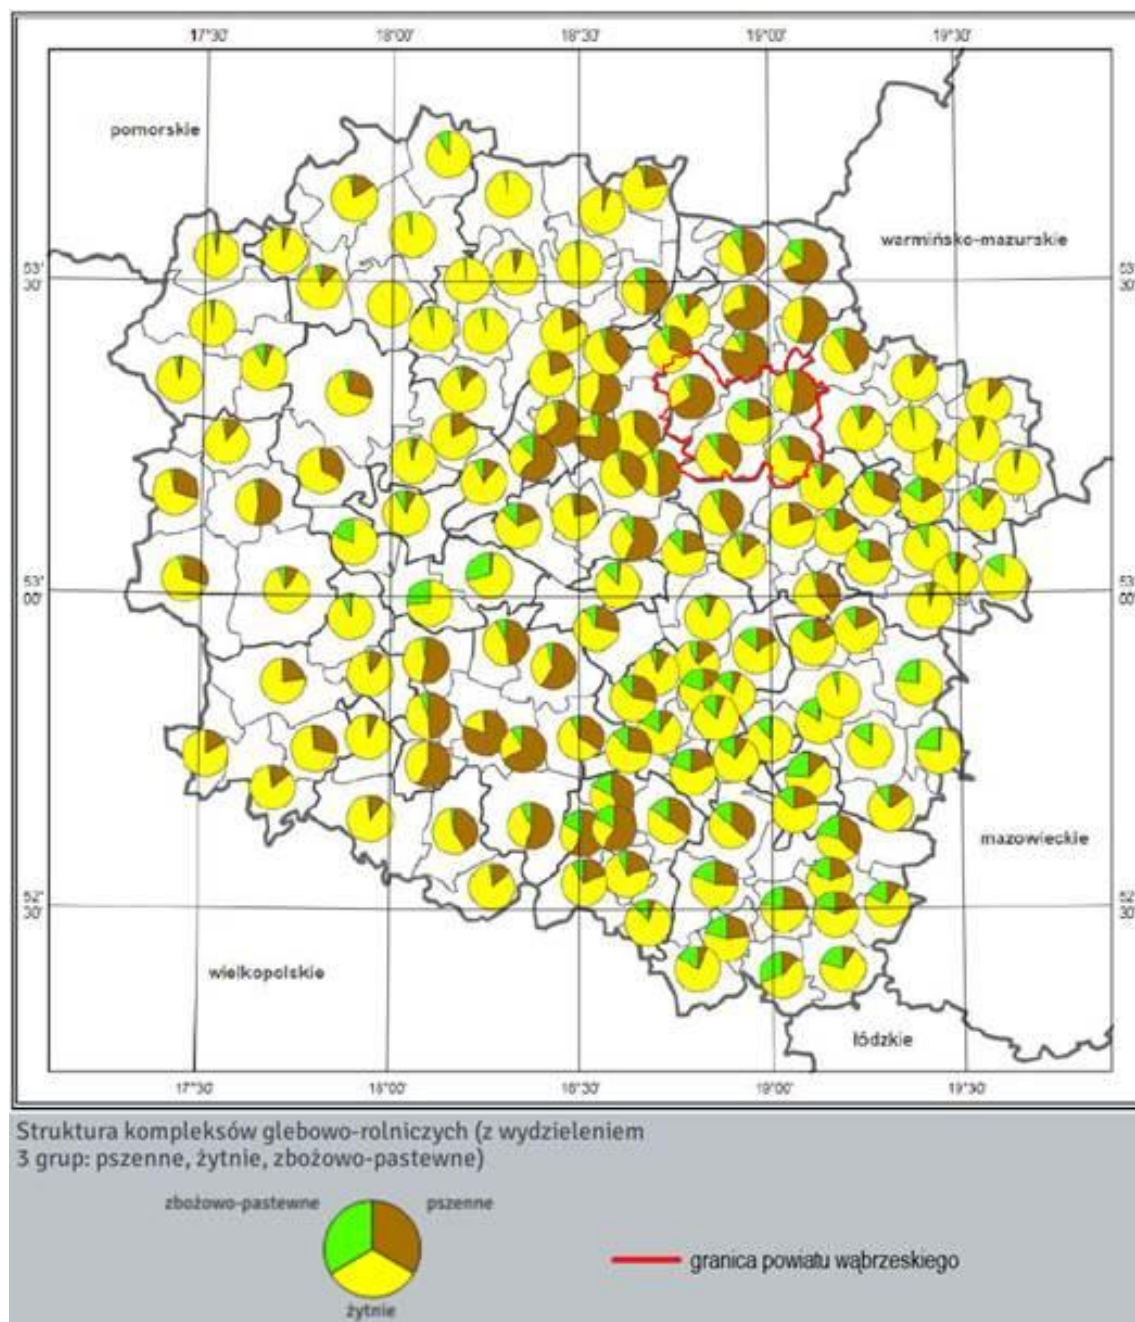 17°30' 18°00' 18°30' 19°00' 19°30'
pomorskie
warmińsko-mazurskie
53°
30'
53°
30'
53°
00'
53°
00'
mazowieckie
52°
30'
52°
30'
wielkopolskie
łódzkie
17°30' 18°00' 18°30' 19°00' 19°30'
Struktura kompleksów glebowo-rolniczych (z wydzieleniem
3 grup: pszenne, żytnie, zbożowo-pastewne)
zbożowo-pastewne pszenne
granica powiatu wąbrzeskiego
żytnie